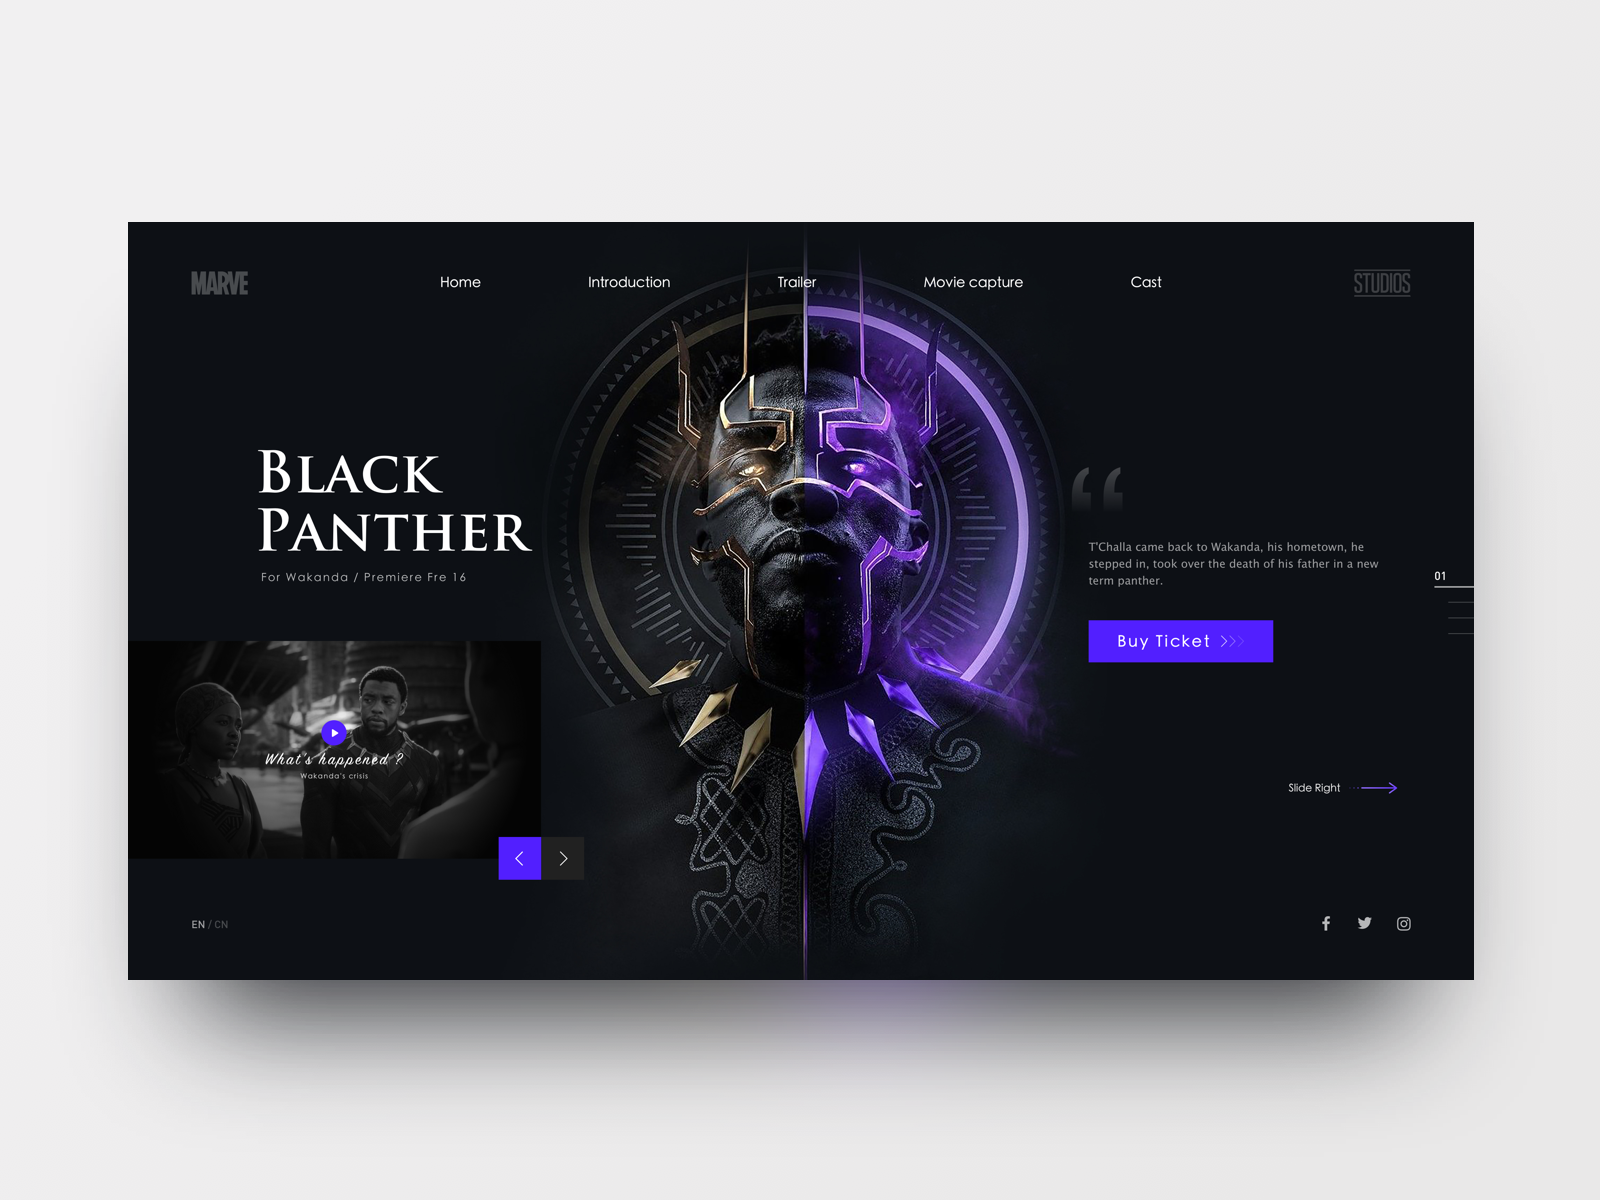 MARVE
Home
Introduction
Trailer
Movie capture
Cast
STUDIOS
BLACK
PANTHER
For Wakanda / Premiere Fre 16
“
T'Challa came back to Wakanda, his hometown, he
stepped in, took over the death of his father in a new
term panther.
01
Buy Ticket
What's happened ?
Wakanda's crisis
Slide Right
EN / CN